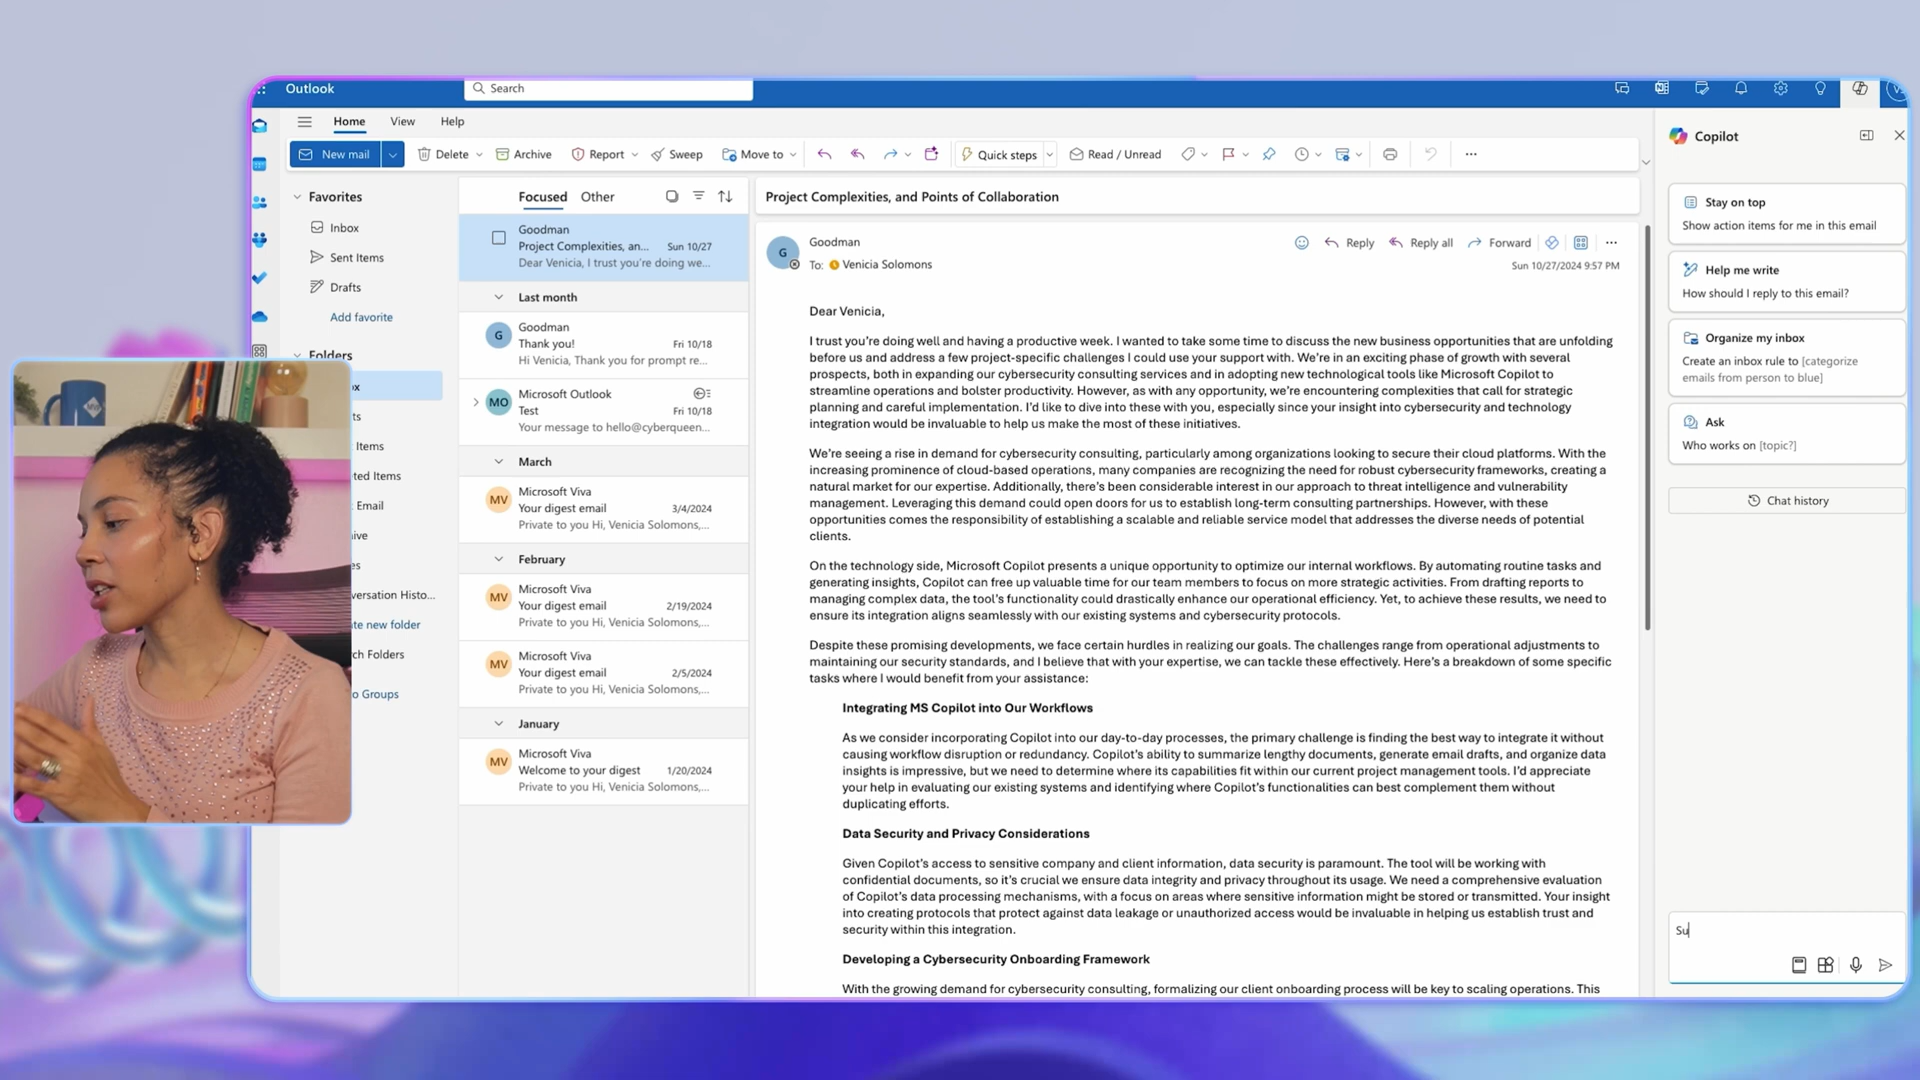 Outlook
Search
Home View Help
New mail Delete Archive Report Sweep Move to Quick steps Read / Unread
Favorites
Inbox
Sent Items
Drafts
Add favorite
Folders
Items
Email
Groups
Search Folders
Focused Other
Goodman
Project Complexities, an... Sun 10/27
Dear Venicia, I trust you're doing we...
Last month
G
Goodman
Thank you! Fri 10/18
Hi Venicia, Thank you for prompt re...
MO
Microsoft Outlook
Test Fri 10/18
Your message to hello@cyberqueen...
March
MV
Microsoft Viva
Your digest email 3/4/2024
Private to you Hi, Venicia Solomons,...
February
MV
Microsoft Viva
Your digest email 2/19/2024
Private to you Hi, Venicia Solomons,...
MV
Microsoft Viva
Your digest email 2/5/2024
Private to you Hi, Venicia Solomons,...
January
MV
Microsoft Viva
Welcome to your digest 1/20/2024
Private to you Hi, Venicia Solomons,...
Project Complexities, and Points of Collaboration
G
Goodman
To: Venicia Solomons
Reply Reply all Forward
Sun 10/27/2024 9:57 PM
Dear Venicia,
I trust you're doing well and having a productive week. I wanted to take some time to discuss the new business opportunities that are unfolding
before us and address a few project-specific challenges I could use your support with. We're in an exciting phase of growth with several
prospects, both in expanding our cybersecurity consulting services and in adopting new technological tools like Microsoft Copilot to
streamline operations and bolster productivity. However, as with any opportunity, we're encountering complexities that call for strategic
planning and careful implementation. I'd like to dive into these with you, especially since your insight into cybersecurity and technology
integration would be invaluable to help us make the most of these initiatives.
We're seeing a rise in demand for cybersecurity consulting, particularly among organizations looking to secure their cloud platforms. With the
increasing prominence of cloud-based operations, many companies are recognizing the need for robust cybersecurity frameworks, creating a
natural market for our expertise. Additionally, there's been considerable interest in our approach to threat intelligence and vulnerability
management. Leveraging this demand could open doors for us to establish long-term consulting partnerships. However, with these
opportunities comes the responsibility of establishing a scalable and reliable service model that addresses the diverse needs of potential
clients.
On the technology side, Microsoft Copilot presents a unique opportunity to optimize our internal workflows. By automating routine tasks and
generating insights, Copilot can free up valuable time for our team members to focus on more strategic activities. From drafting reports to
managing complex data, the tool's functionality could drastically enhance our operational efficiency. Yet, to achieve these results, we need to
ensure its integration aligns seamlessly with our existing systems and cybersecurity protocols.
Despite these promising developments, we face certain hurdles in realizing our goals. The challenges range from operational adjustments to
maintaining our security standards, and I believe that with your expertise, we can tackle these effectively. Here's a breakdown of some specific
tasks where I would benefit from your assistance:
Integrating MS Copilot into Our Workflows
As we consider incorporating Copilot into our day-to-day processes, the primary challenge is finding the best way to integrate it without
causing workflow disruption or redundancy. Copilot's ability to summarize lengthy documents, generate email drafts, and organize data
insights is impressive, but we need to determine where its capabilities fit within our current project management tools. I'd appreciate
your help in evaluating our existing systems and identifying where Copilot's functionalities can best complement them without
duplicating efforts.
Data Security and Privacy Considerations
Given Copilot's access to sensitive company and client information, data security is paramount. The tool will be working with
confidential documents, so it's crucial we ensure data integrity and privacy throughout its usage. We need a comprehensive evaluation
of Copilot's data processing mechanisms, with a focus on areas where sensitive information might be stored or transmitted. Your insight
into creating protocols that protect against data leakage or unauthorized access would be invaluable in helping us establish trust and
security within this integration.
Developing a Cybersecurity Onboarding Framework
With the growing demand for cybersecurity consulting, formalizing our client onboarding process will be key to scaling operations. This
Copilot
Stay on top
Show action items for me in this email
Help me write
How should I reply to this email?
Organize my inbox
Create an inbox rule to [categorize
emails from person to blue]
Ask
Who works on [topic?]
Chat history
Su